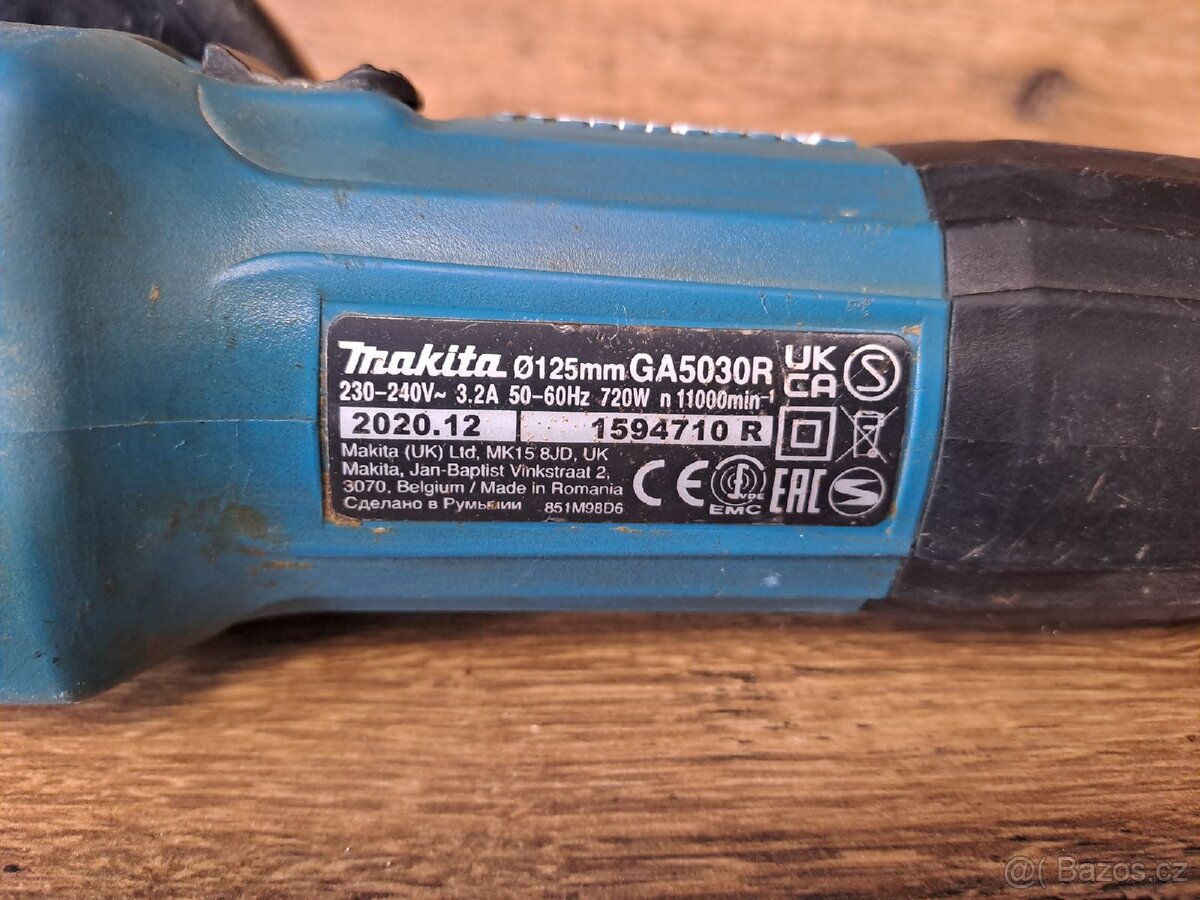 makita Ø125mm GA5030R UK CA S
230-240V~ 3.2A 50-60Hz 720W n 11000min⁻¹
2020.12 1594710 R
Makita (UK) Ltd, MK15 8JD, UK
Makita, Jan-Baptist Vinkstraat 2,
3070, Belgium / Made in Romania
Сделано в Румынии 851M98D6
CE VDE EMC EAC S
@( Bazos.cz